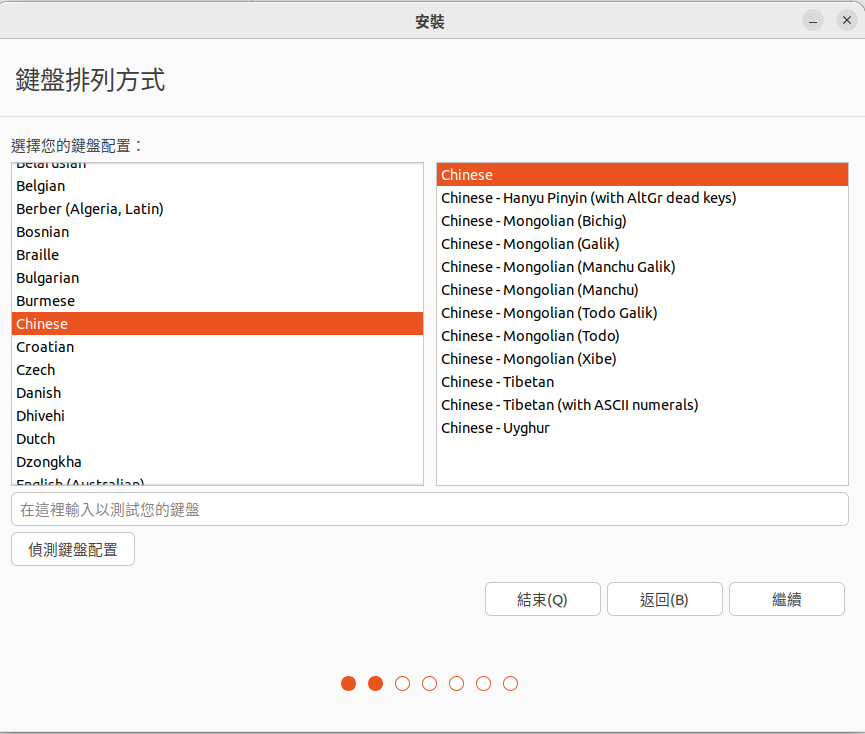 安裝
鍵盤排列方式
選擇您的鍵盤配置：
Belarusian
Belgian
Berber (Algeria, Latin)
Bosnian
Braille
Bulgarian
Burmese
Chinese
Croatian
Czech
Danish
Dhivehi
Dutch
Dzongkha
English (Australian)
Chinese
Chinese - Hanyu Pinyin (with AltGr dead keys)
Chinese - Mongolian (Bichig)
Chinese - Mongolian (Galik)
Chinese - Mongolian (Manchu Galik)
Chinese - Mongolian (Manchu)
Chinese - Mongolian (Todo Galik)
Chinese - Mongolian (Todo)
Chinese - Mongolian (Xibe)
Chinese - Tibetan
Chinese - Tibetan (with ASCII numerals)
Chinese - Uyghur
在這裡輸入以測試您的鍵盤
偵測鍵盤配置
結束(Q)
返回(B)
繼續